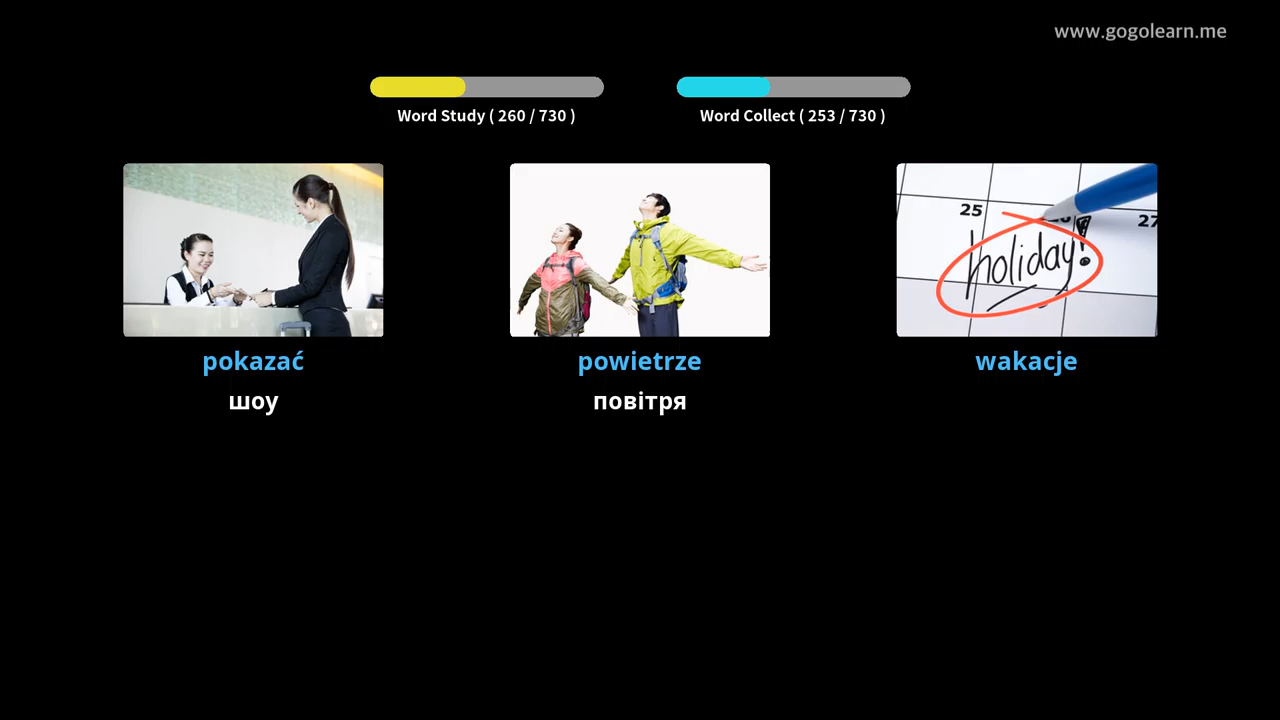 www.gogolearn.me
Word Study ( 260 / 730 )
Word Collect ( 253 / 730 )
25
27
holiday!
pokazać
powietrze
wakacje
шоу
повітря